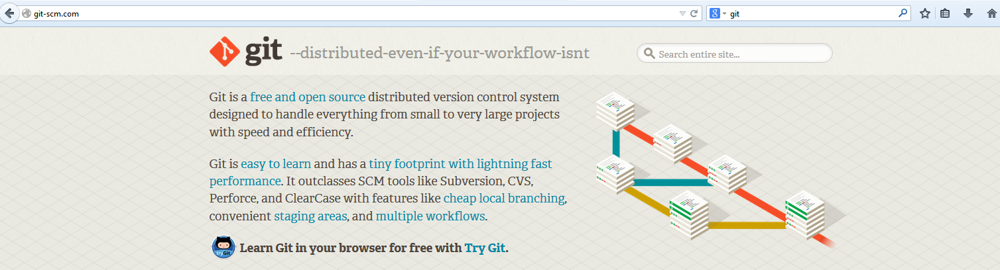 git-scm.com
8 git
git --distributed-even-if-your-workflow-isnt
Search entire site...
Git is a free and open source distributed version control system
designed to handle everything from small to very large projects
with speed and efficiency.
Git is easy to learn and has a tiny footprint with lightning fast
performance. It outclasses SCM tools like Subversion, CVS,
Perforce, and ClearCase with features like cheap local branching,
convenient staging areas, and multiple workflows.
tryGit
Learn Git in your browser for free with Try Git.